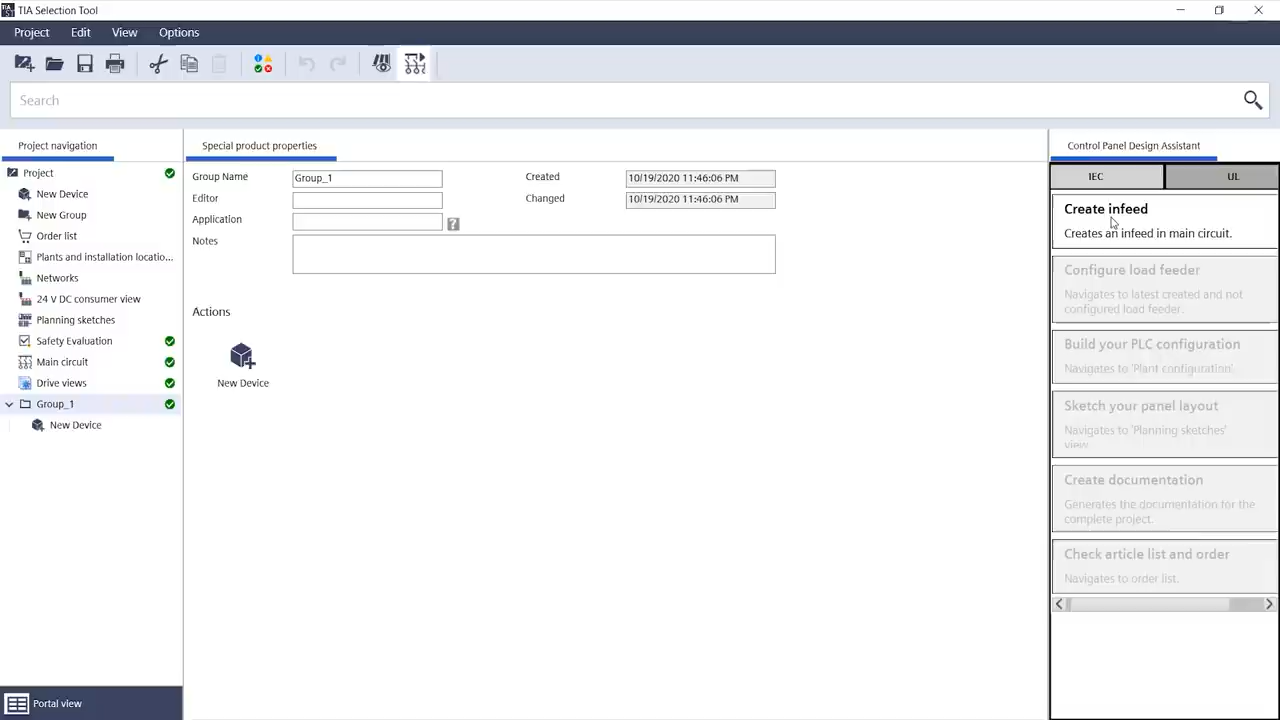 TIA Selection Tool
Project Edit View Options
Search
Project navigation
Project
New Device
New Group
Order list
Plants and installation locatio...
Networks
24 V DC consumer view
Planning sketches
Safety Evaluation
Main circuit
Drive views
Group_1
New Device
Portal view
Special product properties
Group Name Group_1 Created 10/19/2020 11:46:06 PM
Editor Changed 10/19/2020 11:46:06 PM
Application ?
Notes
Actions
New Device
Control Panel Design Assistant
IEC UL
Create infeed
Creates an infeed in main circuit.
Configure load feeder
Navigates to latest created and not
configured load feeder.
Build your PLC configuration
Navigates to 'Plant configuration'.
Sketch your panel layout
Navigates to 'Planning sketches'
view.
Create documentation
Generates the documentation for the
complete project.
Check article list and order
Navigates to order list.